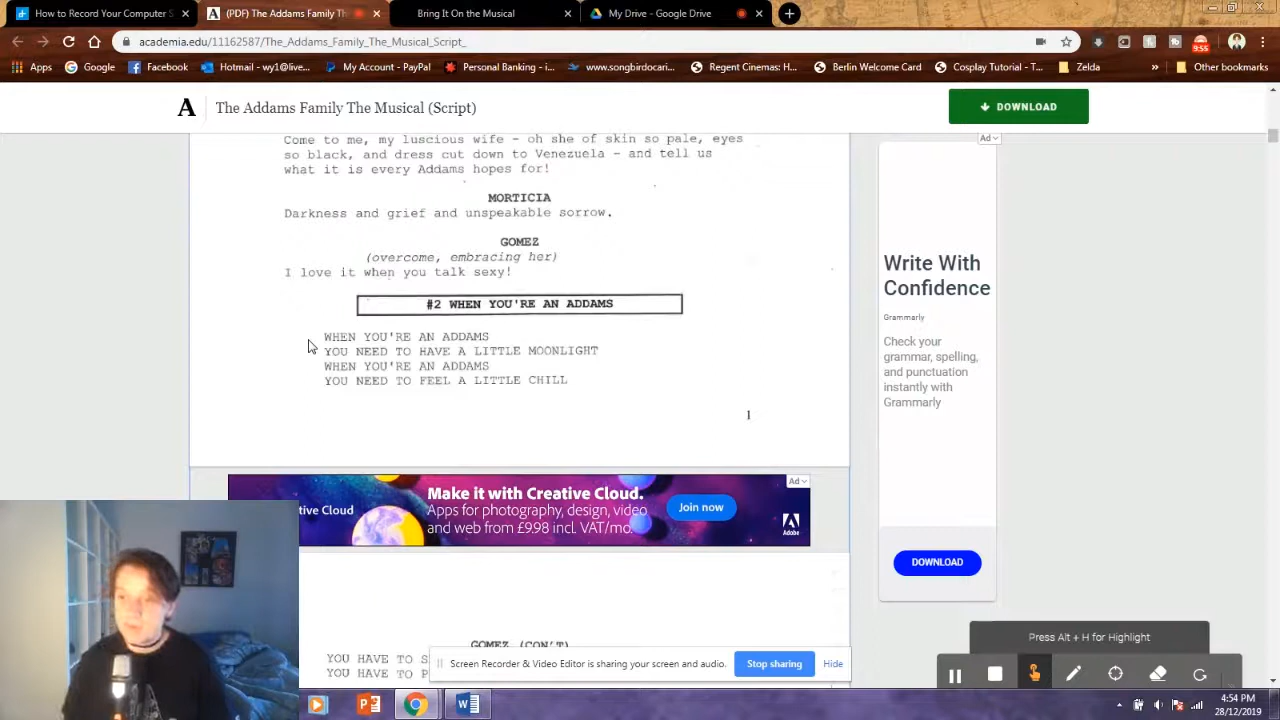 How to Record Your Computer S
(PDF) The Addams Family Th
Bring It On the Musical
My Drive - Google Drive
academia.edu/11162587/The_Addams_Family_The_Musical_Script_
9:55
Apps
Google
Facebook
Hotmail - wy1@live...
My Account - PayPal
Personal Banking - i...
www.songbirdocari...
Regent Cinemas: H...
Berlin Welcome Card
Cosplay Tutorial - T...
Zelda
»
Other bookmarks
A
The Addams Family The Musical (Script)
DOWNLOAD
Come to me, my luscious wife - oh she of skin so pale, eyes
so black, and dress cut down to Venezuela - and tell us
what it is every Addams hopes for!
MORTICIA
Darkness and grief and unspeakable sorrow.
GOMEZ
(overcome, embracing her)
I love it when you talk sexy!
#2 WHEN YOU'RE AN ADDAMS
WHEN YOU'RE AN ADDAMS
YOU NEED TO HAVE A LITTLE MOONLIGHT
WHEN YOU'RE AN ADDAMS
YOU NEED TO FEEL A LITTLE CHILL
1
Ad
Write With
Confidence
Grammarly
Check your
grammar, spelling,
and punctuation
instantly with
Grammarly
DOWNLOAD
Ad
tive Cloud
Make it with Creative Cloud.
Apps for photography, design, video
and web from £9.98 incl. VAT/mo.
Join now
Adobe
GOMEZ (CON'T)
YOU HAVE TO S
YOU HAVE TO P
Screen Recorder & Video Editor is sharing your screen and audio.
Stop sharing
Hide
Press Alt + H for Highlight
4:54 PM
28/12/2019